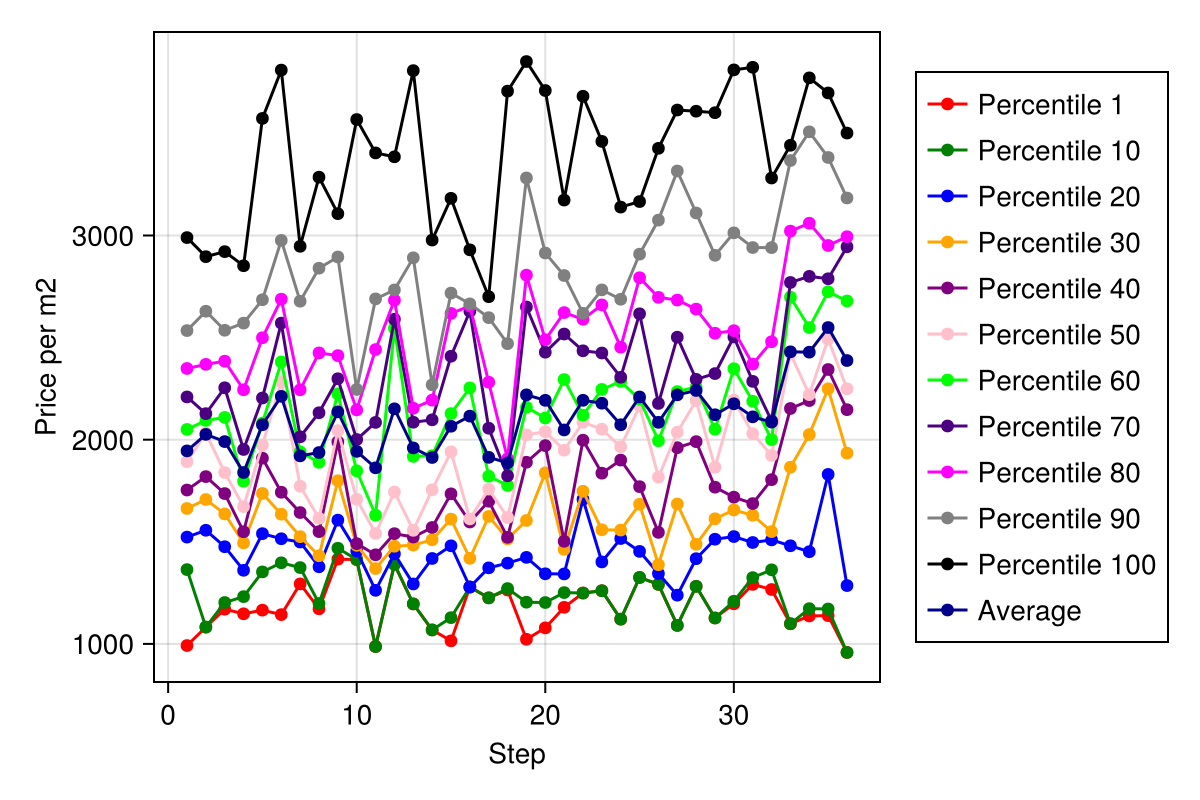 3000
2000
1000
Price per m2
0 10 20 30
Step
Percentile 1
Percentile 10
Percentile 20
Percentile 30
Percentile 40
Percentile 50
Percentile 60
Percentile 70
Percentile 80
Percentile 90
Percentile 100
Average